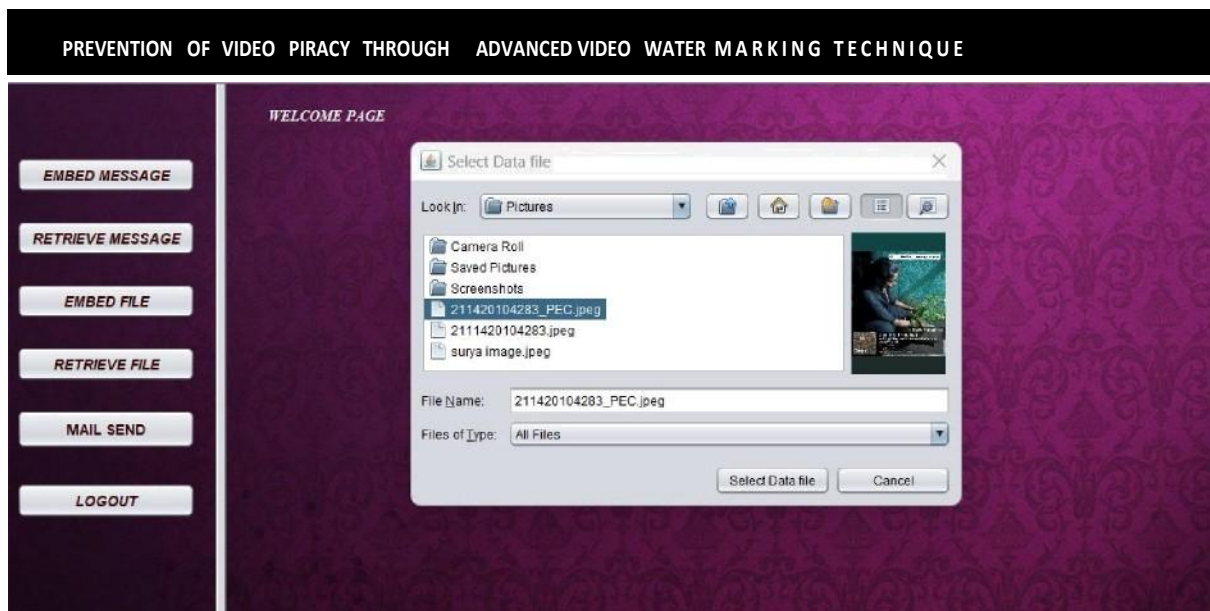 PREVENTION OF VIDEO PIRACY THROUGH ADVANCED VIDEO WATER MARKING TECHNIQUE
WELCOME PAGE
EMBED MESSAGE
RETRIEVE MESSAGE
EMBED FILE
RETRIEVE FILE
MAIL SEND
LOGOUT
Select Data file
Look In: Pictures
Camera Roll
Saved Pictures
Screenshots
211420104283_PEC.jpeg
2111420104283.jpeg
surya image.jpeg
File Name: 211420104283_PEC.jpeg
Files of Type: All Files
Select Data file Cancel